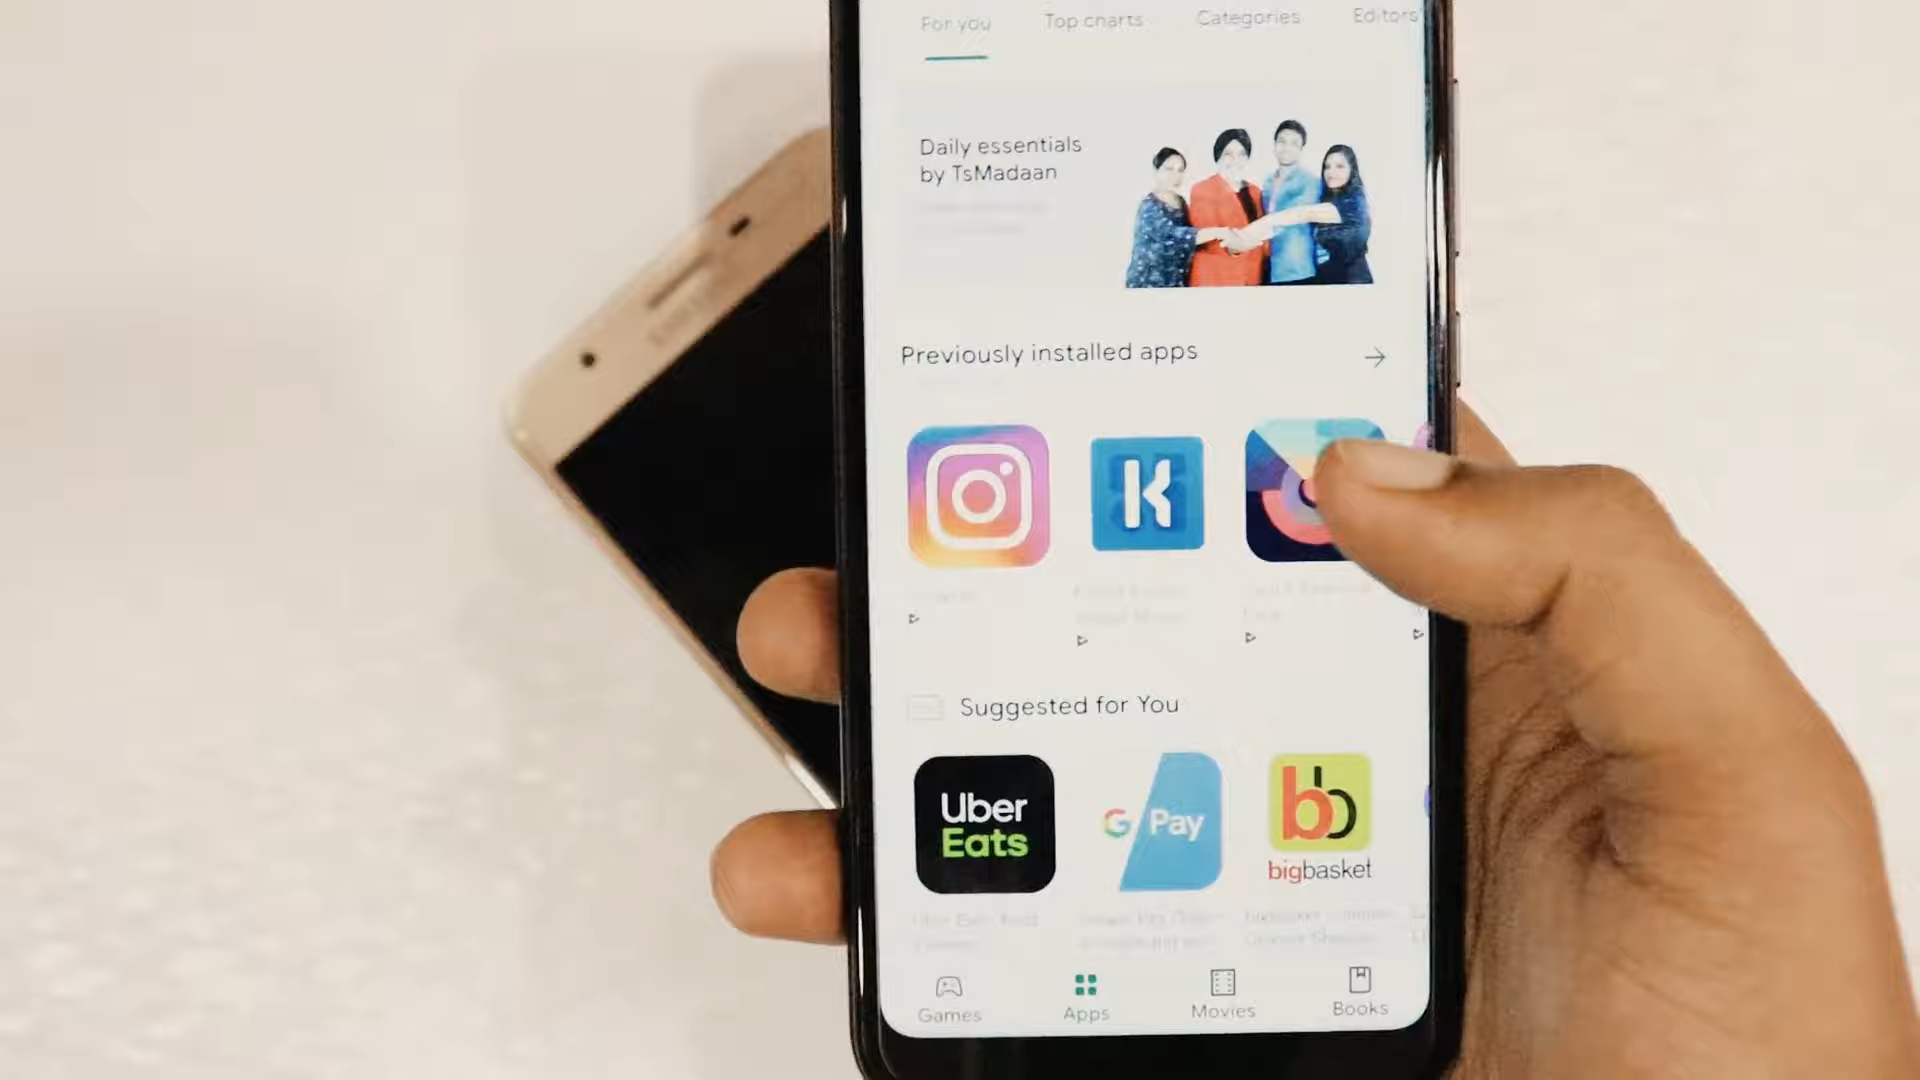 For you Top charts Categories Editors
Daily essentials
by TsMadaan
Previously installed apps
K
Suggested for You
Uber
Eats
G Pay
bb
bigbasket
Games Apps Movies Books